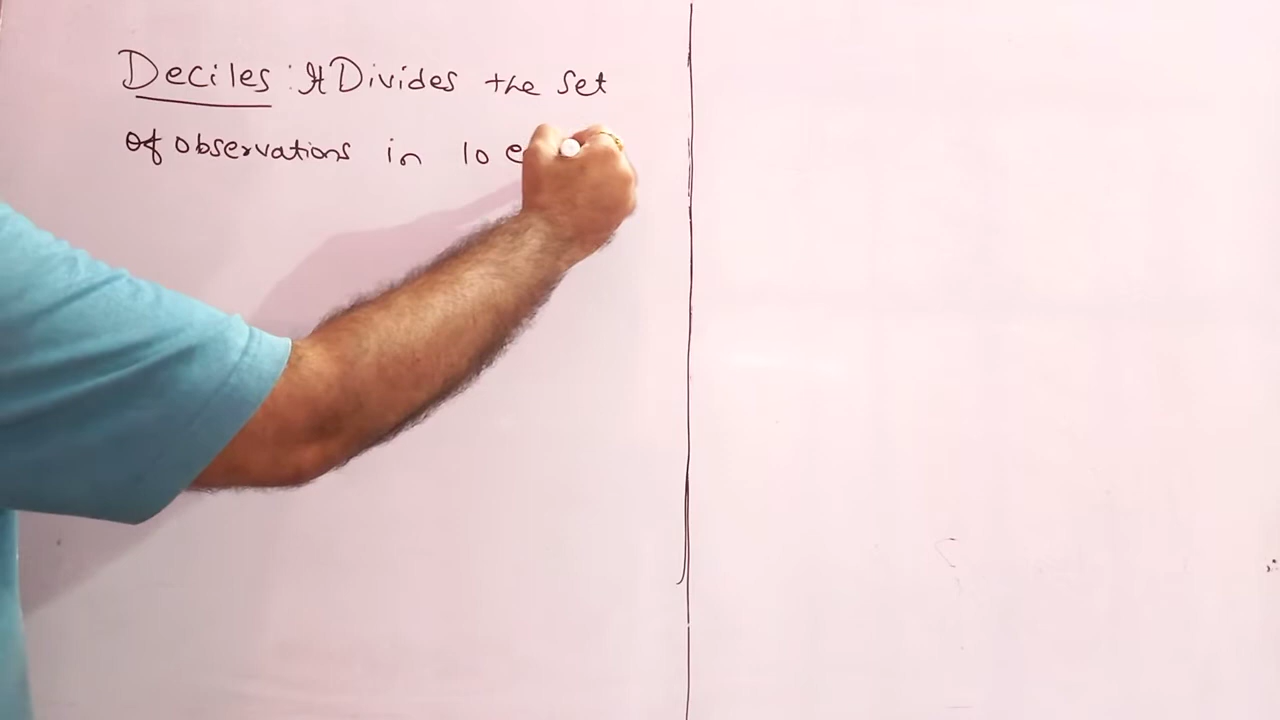 Deciles : It Divides the set
of observations in 10 e